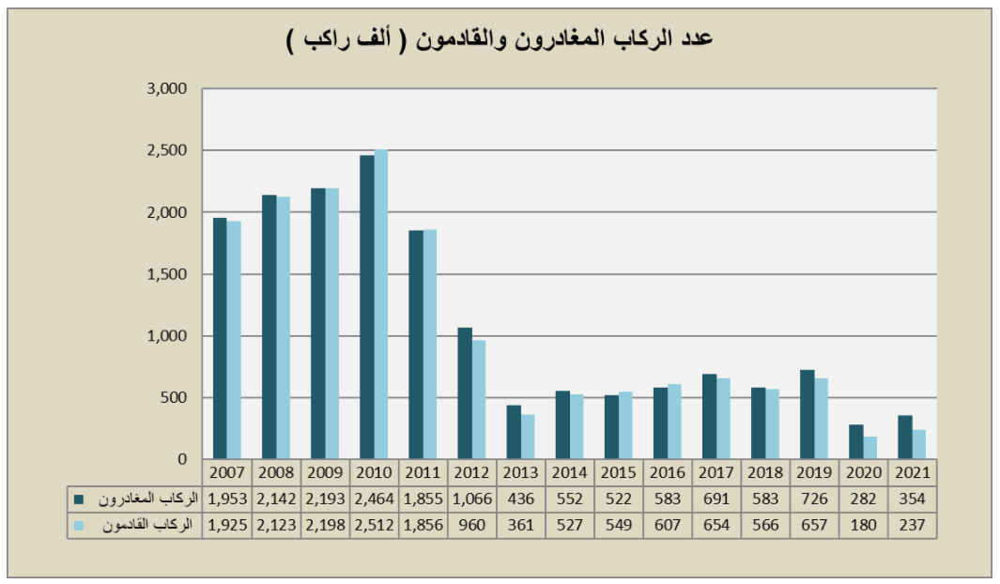 عدد الركاب المغادرون والقادمون ( ألف راكب )
3,000
2,500
2,000
1,500
1,000
500
0
2007 2008 2009 2010 2011 2012 2013 2014 2015 2016 2017 2018 2019 2020 2021
الركاب المغادرون 1,953 2,142 2,193 2,464 1,855 1,066 436 552 522 583 691 583 726 282 354
الركاب القادمون 1,925 2,123 2,198 2,512 1,856 960 361 527 549 607 654 566 657 180 237